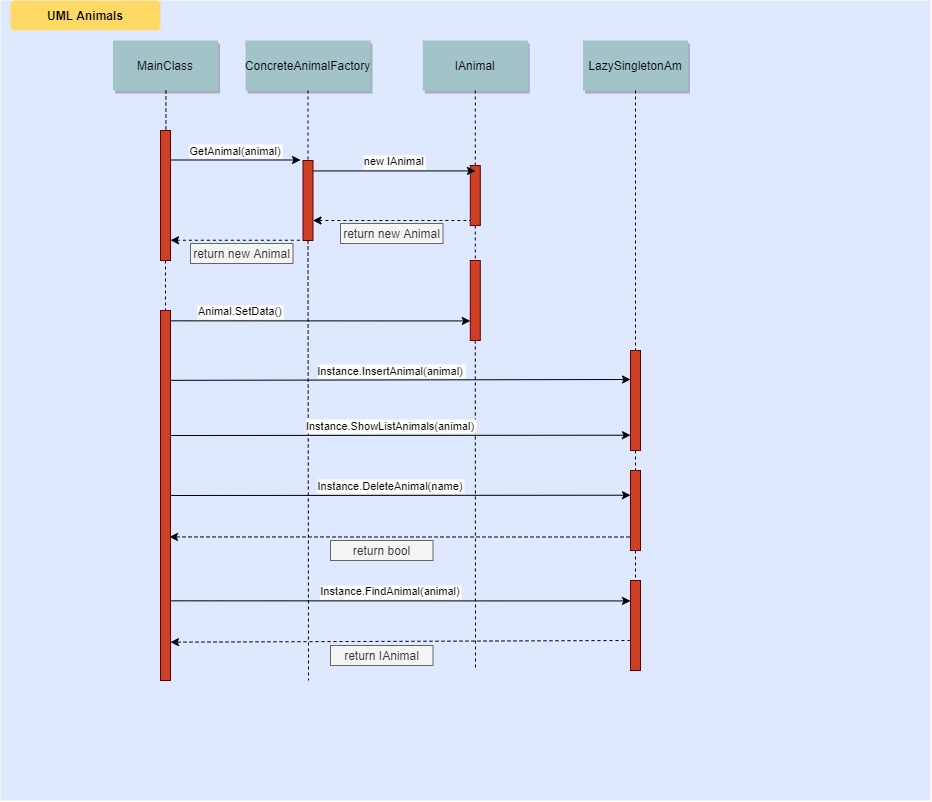 UML Animals
MainClass
ConcreteAnimalFactory
IAnimal
LazySingletonAm
GetAnimal(animal)
new IAnimal
return new Animal
return new Animal
Animal.SetData()
Instance.InsertAnimal(animal)
Instance.ShowListAnimals(animal)
Instance.DeleteAnimal(name)
return bool
Instance.FindAnimal(animal)
return IAnimal